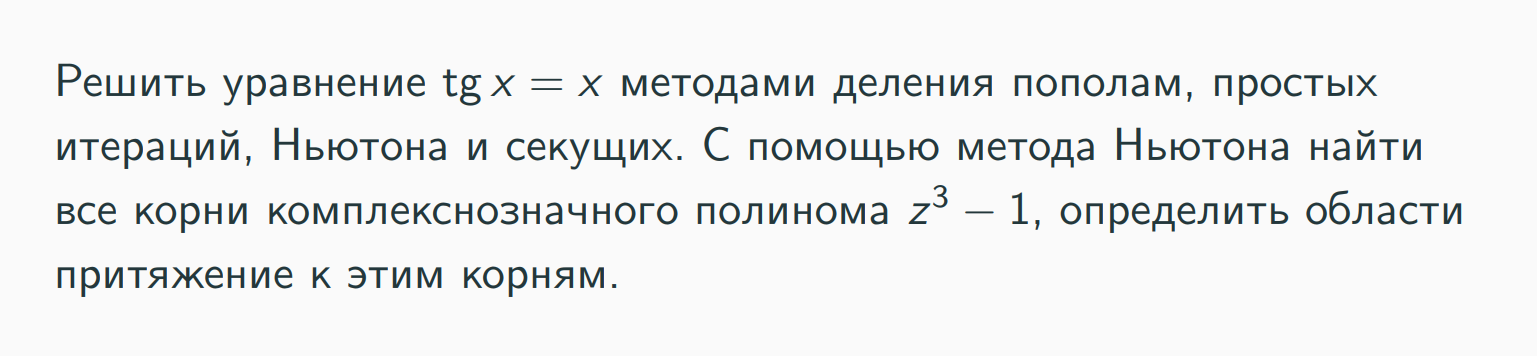 Решить уравнение tg x = x методами деления пополам, простых
итераций, Ньютона и секущих. С помощью метода Ньютона найти
все корни комплекснозначного полинома z³ − 1, определить области
притяжение к этим корням.